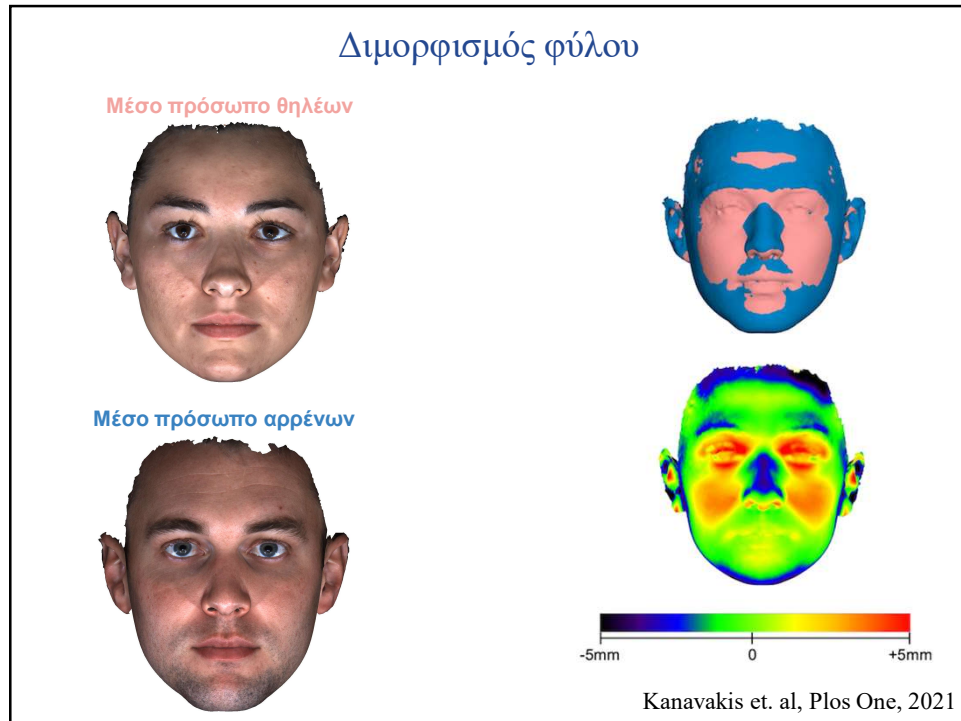 Διμορφισμός φύλου
Μέσο πρόσωπο θηλέων
Μέσο πρόσωπο αρρένων
-5mm 0 +5mm
Kanavakis et. al, Plos One, 2021